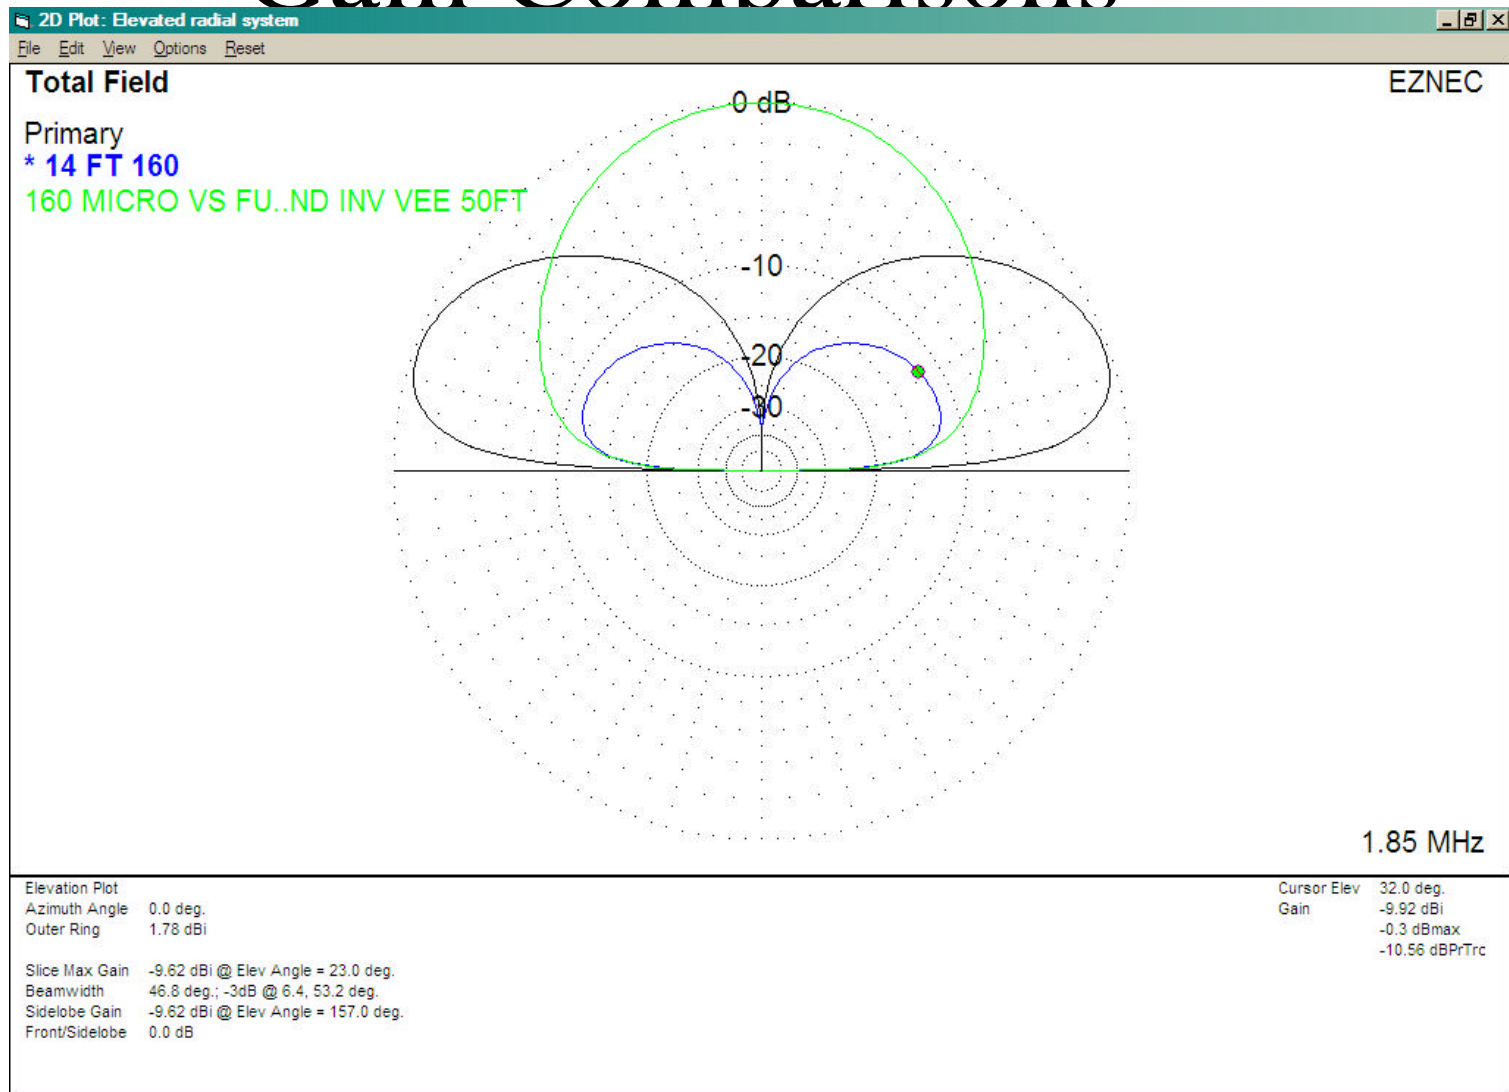 Gain Comparisons
2D Plot: Elevated radial system
File Edit View Options Reset
Total Field
EZNEC
Primary
* 14 FT 160
160 MICRO VS FU..ND INV VEE 50FT
0 dB
-10
-20
-30
1.85 MHz
Elevation Plot
Azimuth Angle 0.0 deg.
Outer Ring 1.78 dBi
Cursor Elev 32.0 deg.
Gain -9.92 dBi
-0.3 dBmax
-10.56 dBPrTrc
Slice Max Gain -9.62 dBi @ Elev Angle = 23.0 deg.
Beamwidth 46.8 deg.; -3dB @ 6.4, 53.2 deg.
Sidelobe Gain -9.62 dBi @ Elev Angle = 157.0 deg.
Front/Sidelobe 0.0 dB